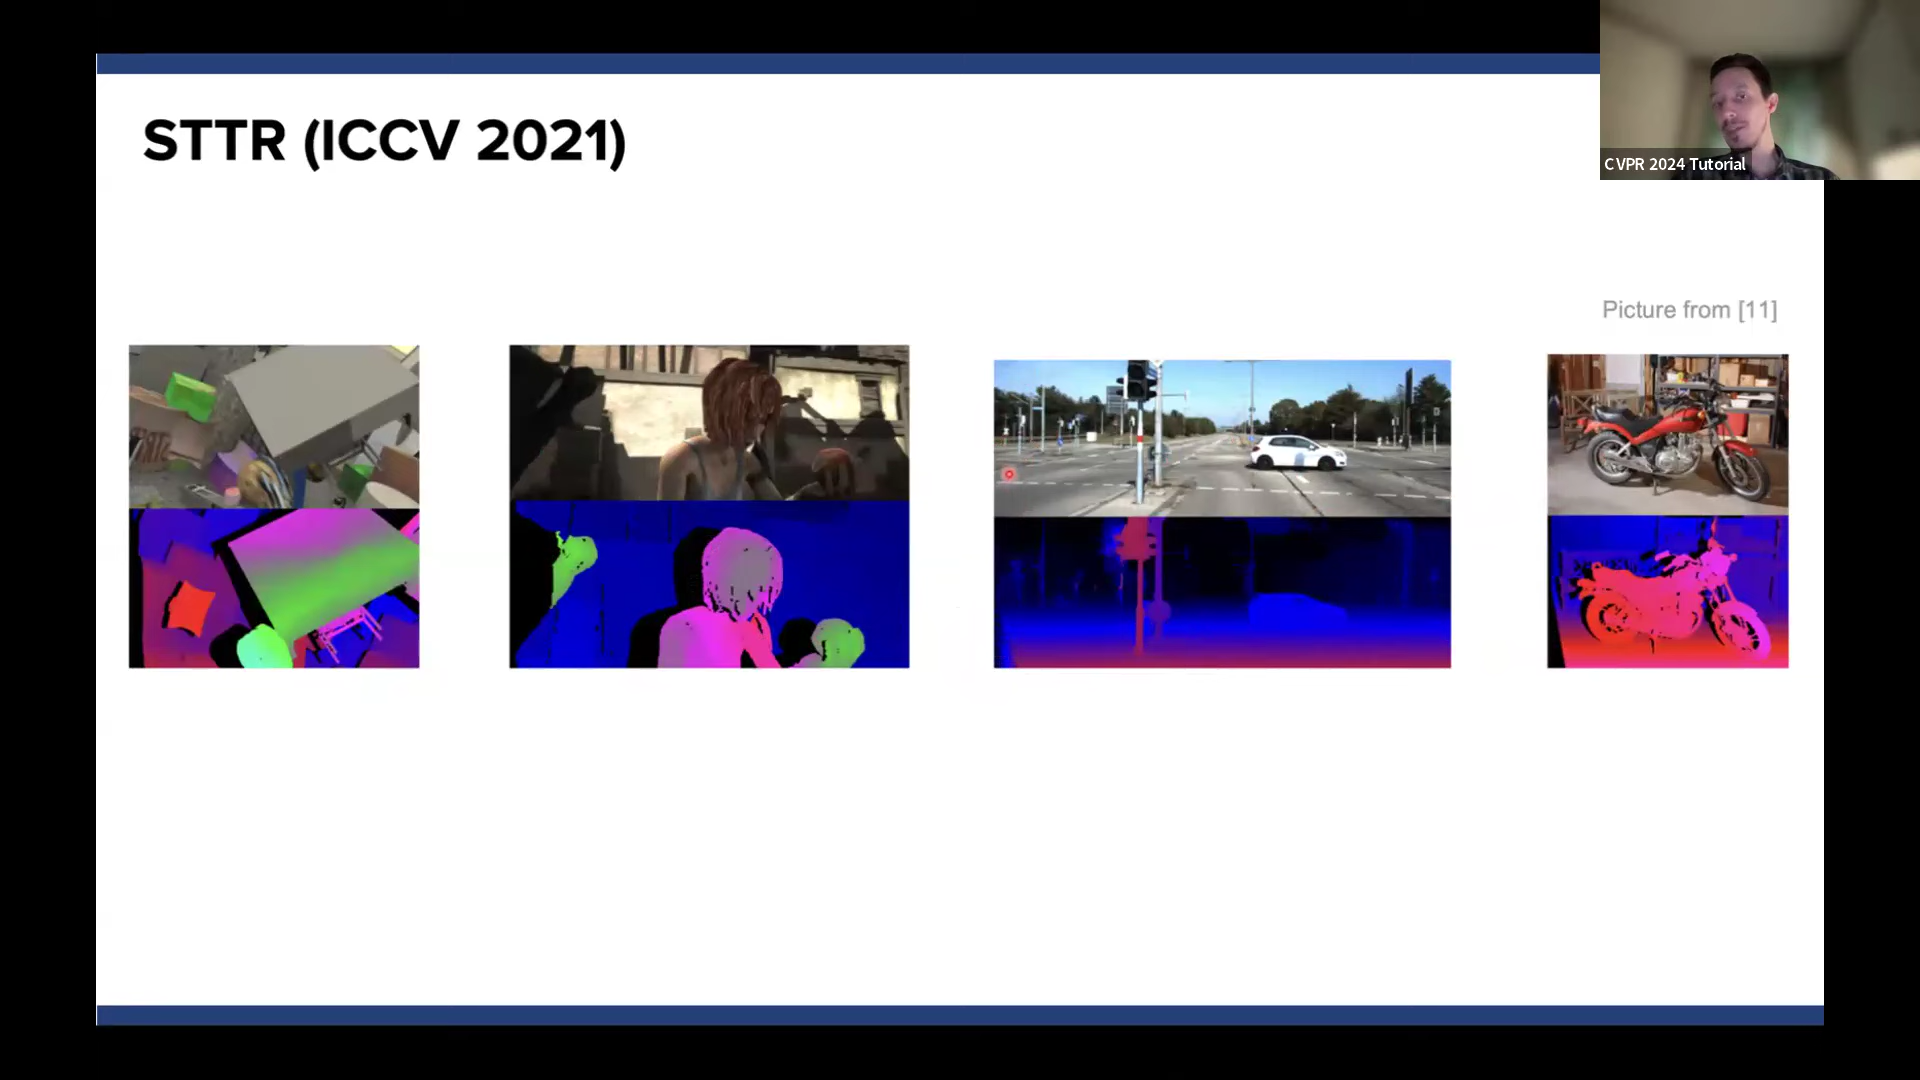 STTR (ICCV 2021)
CVPR 2024 Tutorial
Picture from [11]